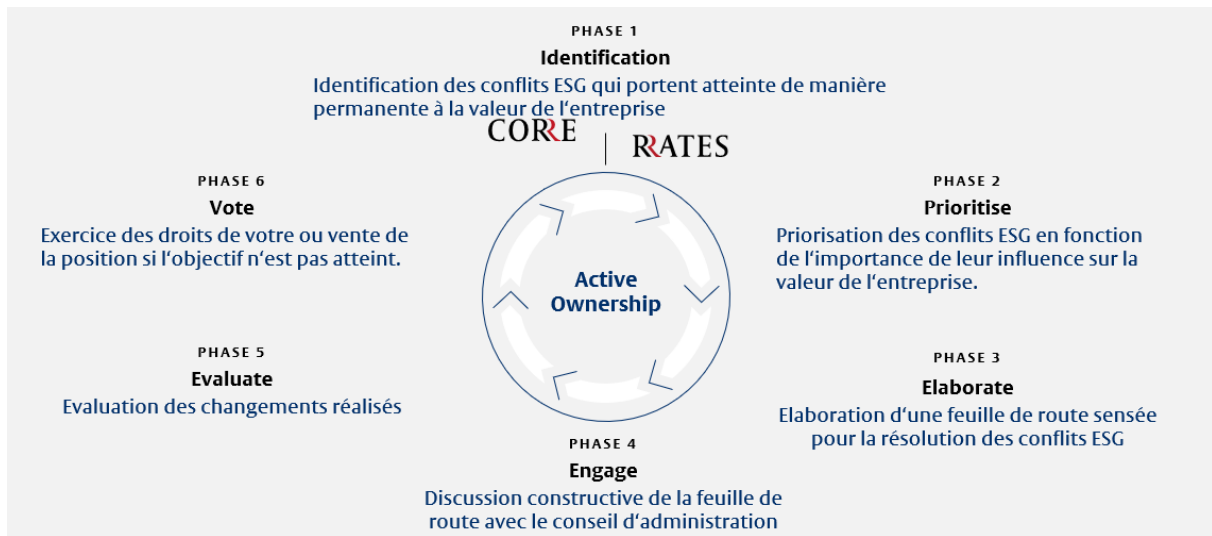 PHASE 1
Identification
Identification des conflits ESG qui portent atteinte de manière
permanente à la valeur de l‘entreprise
CORRE | RRATES
PHASE 6
Vote
Exercice des droits de votre ou vente de
la position si l‘objectif n‘est pas atteint.
PHASE 2
Prioritise
Priorisation des conflits ESG en fonction
de l‘importance de leur influence sur la
valeur de l‘entreprise.
Active
Ownership
PHASE 5
Evaluate
Evaluation des changements réalisés
PHASE 3
Elaborate
Elaboration d‘une feuille de route sensée
pour la résolution des conflits ESG
PHASE 4
Engage
Discussion constructive de la feuille de
route avec le conseil d‘administration